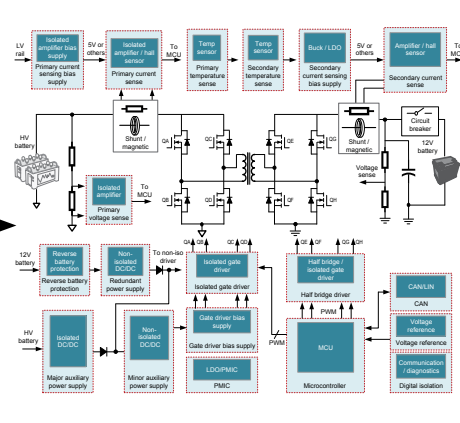 LV
rail
Isolated
amplifier bias
supply
Primary current
sensing bias
supply
5V or
others
Isolated
amplifier / hall
sensor
Primary current
sense
To
MCU
Temp
sensor
Primary
temperature
sense
Temp
sensor
Secondary
temperature
sense
Buck / LDO
Secondary
current sensing
bias supply
5V or
others
Amplifier / hall
sensor
Secondary current
sense
To
HV
battery
Shunt /
magnetic
QA
QC
QB
QD
QE
QG
QF
QH
Shunt /
magnetic
Circuit
breaker
12V
battery
Voltage
sense
Isolated
amplifier
Primary
voltage sense
To
MCU
12V
battery
Reverse
battery
protection
Reverse battery
protection
Non-
isolated
DC/DC
Redundant
power supply
To non-iso
driver
QA QB QC QD
Isolated gate
driver
Isolated gate driver
QE QF QG QH
Half bridge /
isolated gate
driver
Half bridge driver
PWM
CAN/LIN
CAN
HV
battery
Isolated
DC/DC
Major auxiliary
power supply
Non-
isolated
DC/DC
Minor auxiliary
power supply
Gate driver bias
supply
Gate driver bias supply
LDO/PMIC
PMIC
PWM
MCU
Microcontroller
Voltage
reference
Voltage reference
Communication
/ diagnostics
Digital isolation